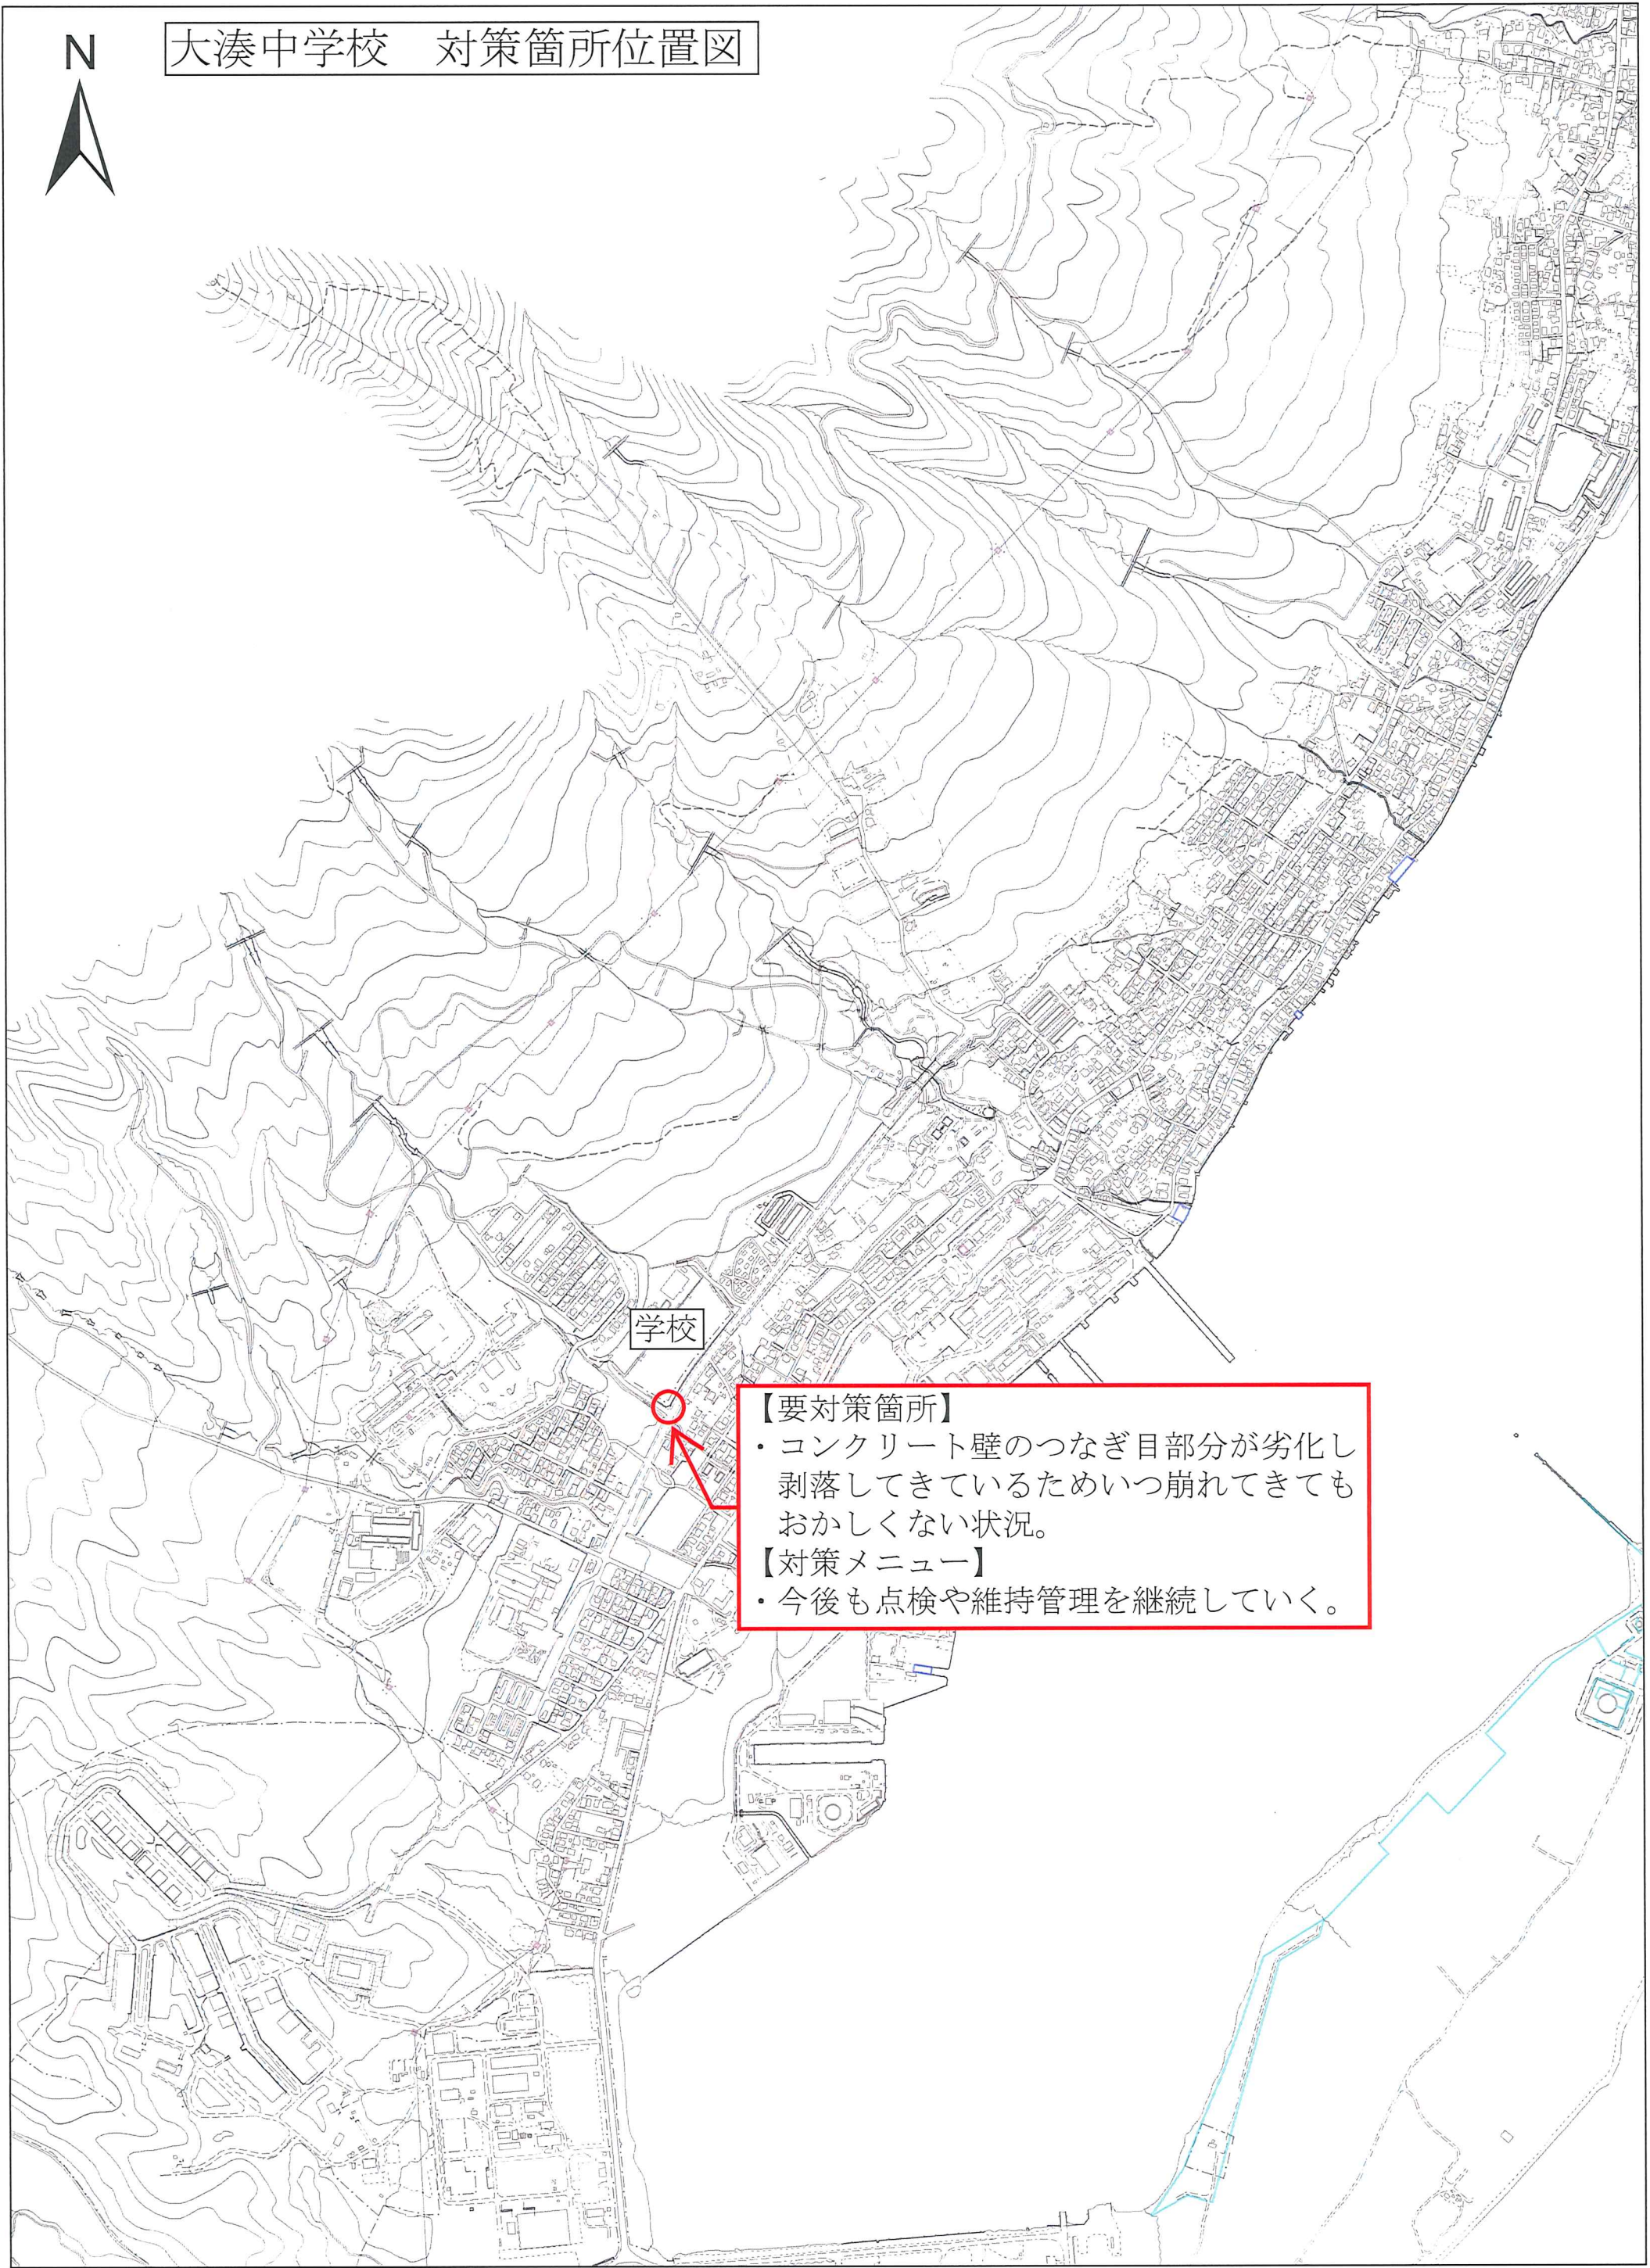 N
大湊中学校　対策箇所位置図
学校
【要対策箇所】
・コンクリート壁のつなぎ目部分が劣化し
剥落してきているためいつ崩れてきても
おかしくない状況。
【対策メニュー】
・今後も点検や維持管理を継続していく。